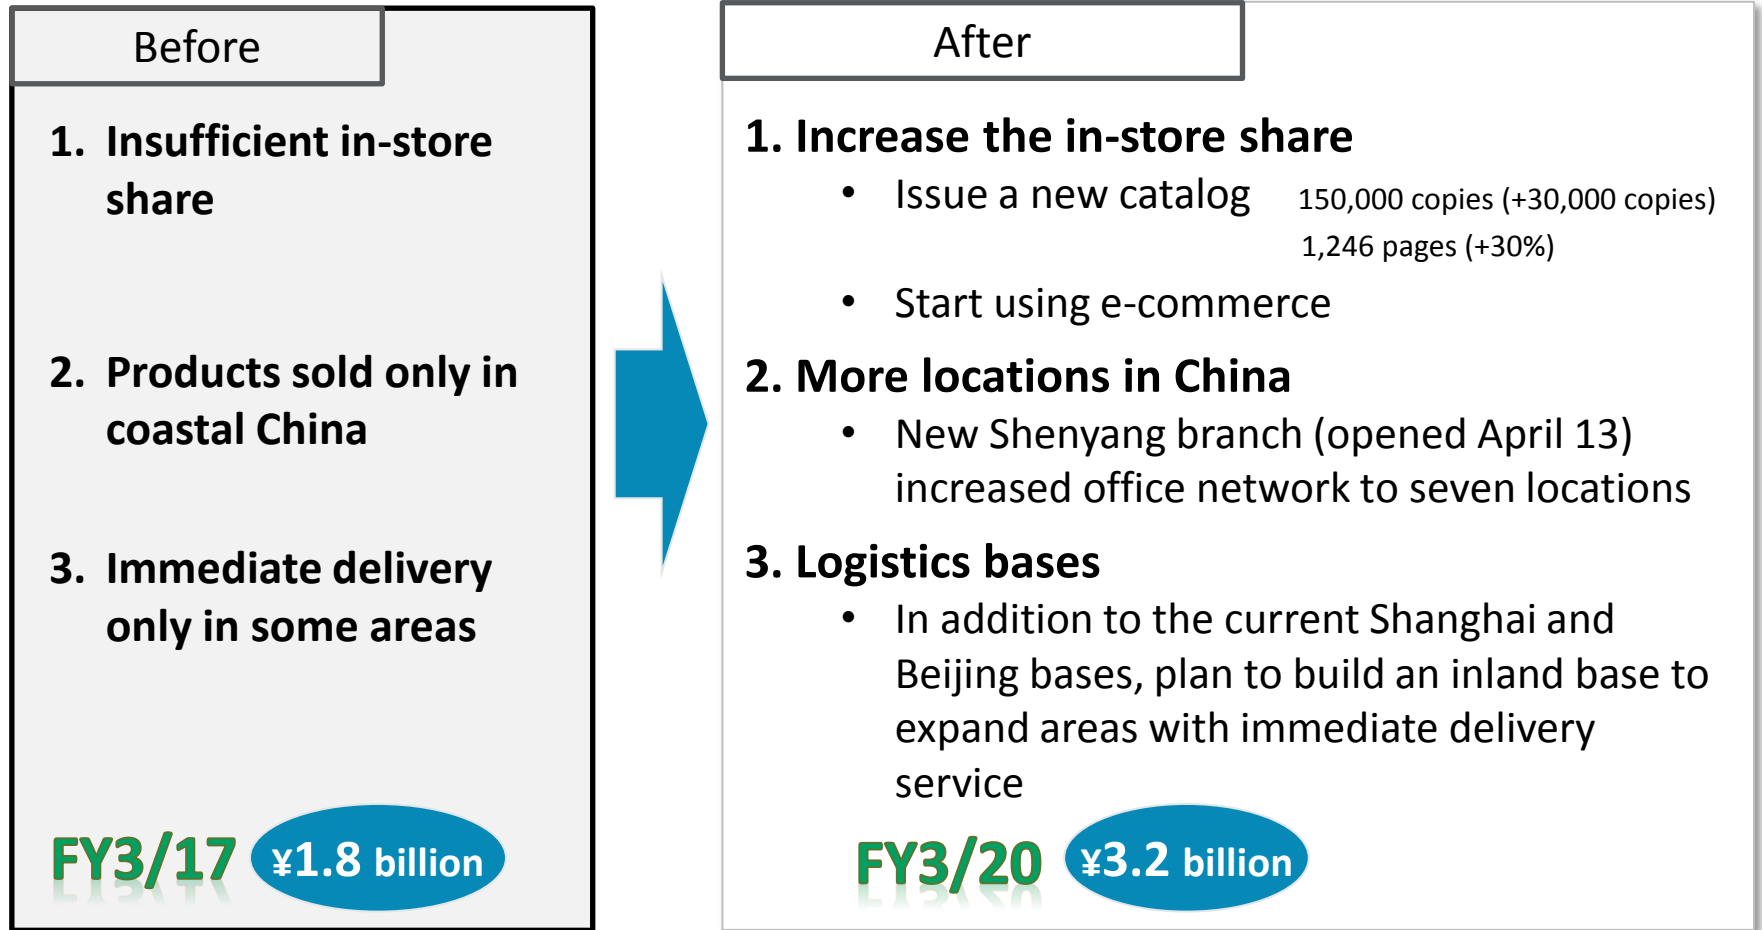 Before
1. Insufficient in-store
share
2. Products sold only in
coastal China
3. Immediate delivery
only in some areas
FY3/17 ¥1.8 billion
After
1. Increase the in-store share
• Issue a new catalog 150,000 copies (+30,000 copies)
1,246 pages (+30%)
• Start using e-commerce
2. More locations in China
• New Shenyang branch (opened April 13)
increased office network to seven locations
3. Logistics bases
• In addition to the current Shanghai and
Beijing bases, plan to build an inland base to
expand areas with immediate delivery
service
FY3/20 ¥3.2 billion